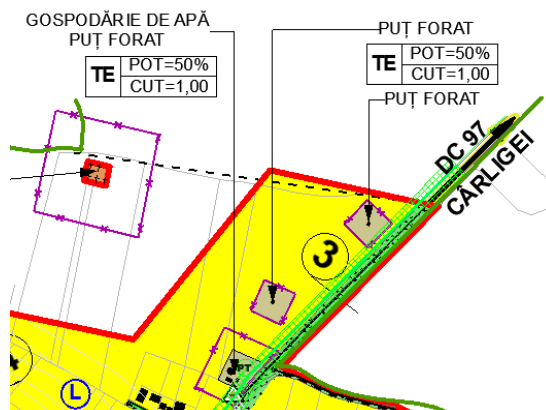 GOSPODĂRIE DE APĂ
PUȚ FORAT
TE
POT=50%
CUT=1,00
PUȚ FORAT
TE
POT=50%
CUT=1,00
PUȚ FORAT
DC 97
CÂRLIGEI
3
PT
L